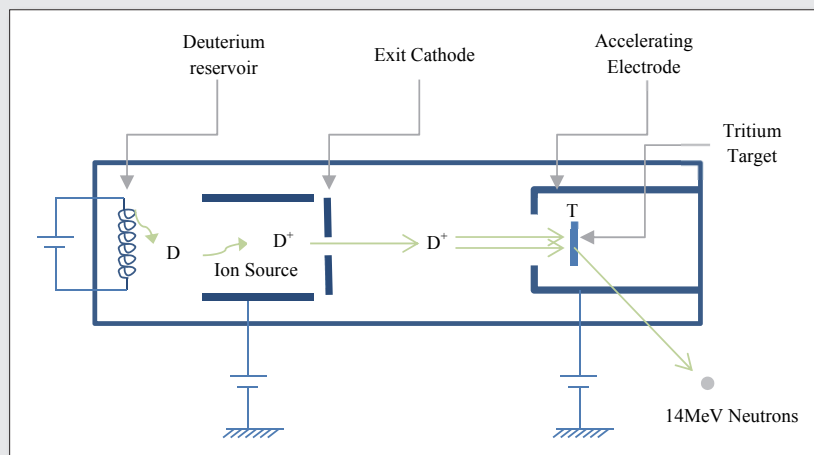 Deuterium
reservoir
Exit Cathode
Accelerating
Electrode
Tritium
Target
T
D
D⁺
D⁺
Ion Source
14MeV Neutrons